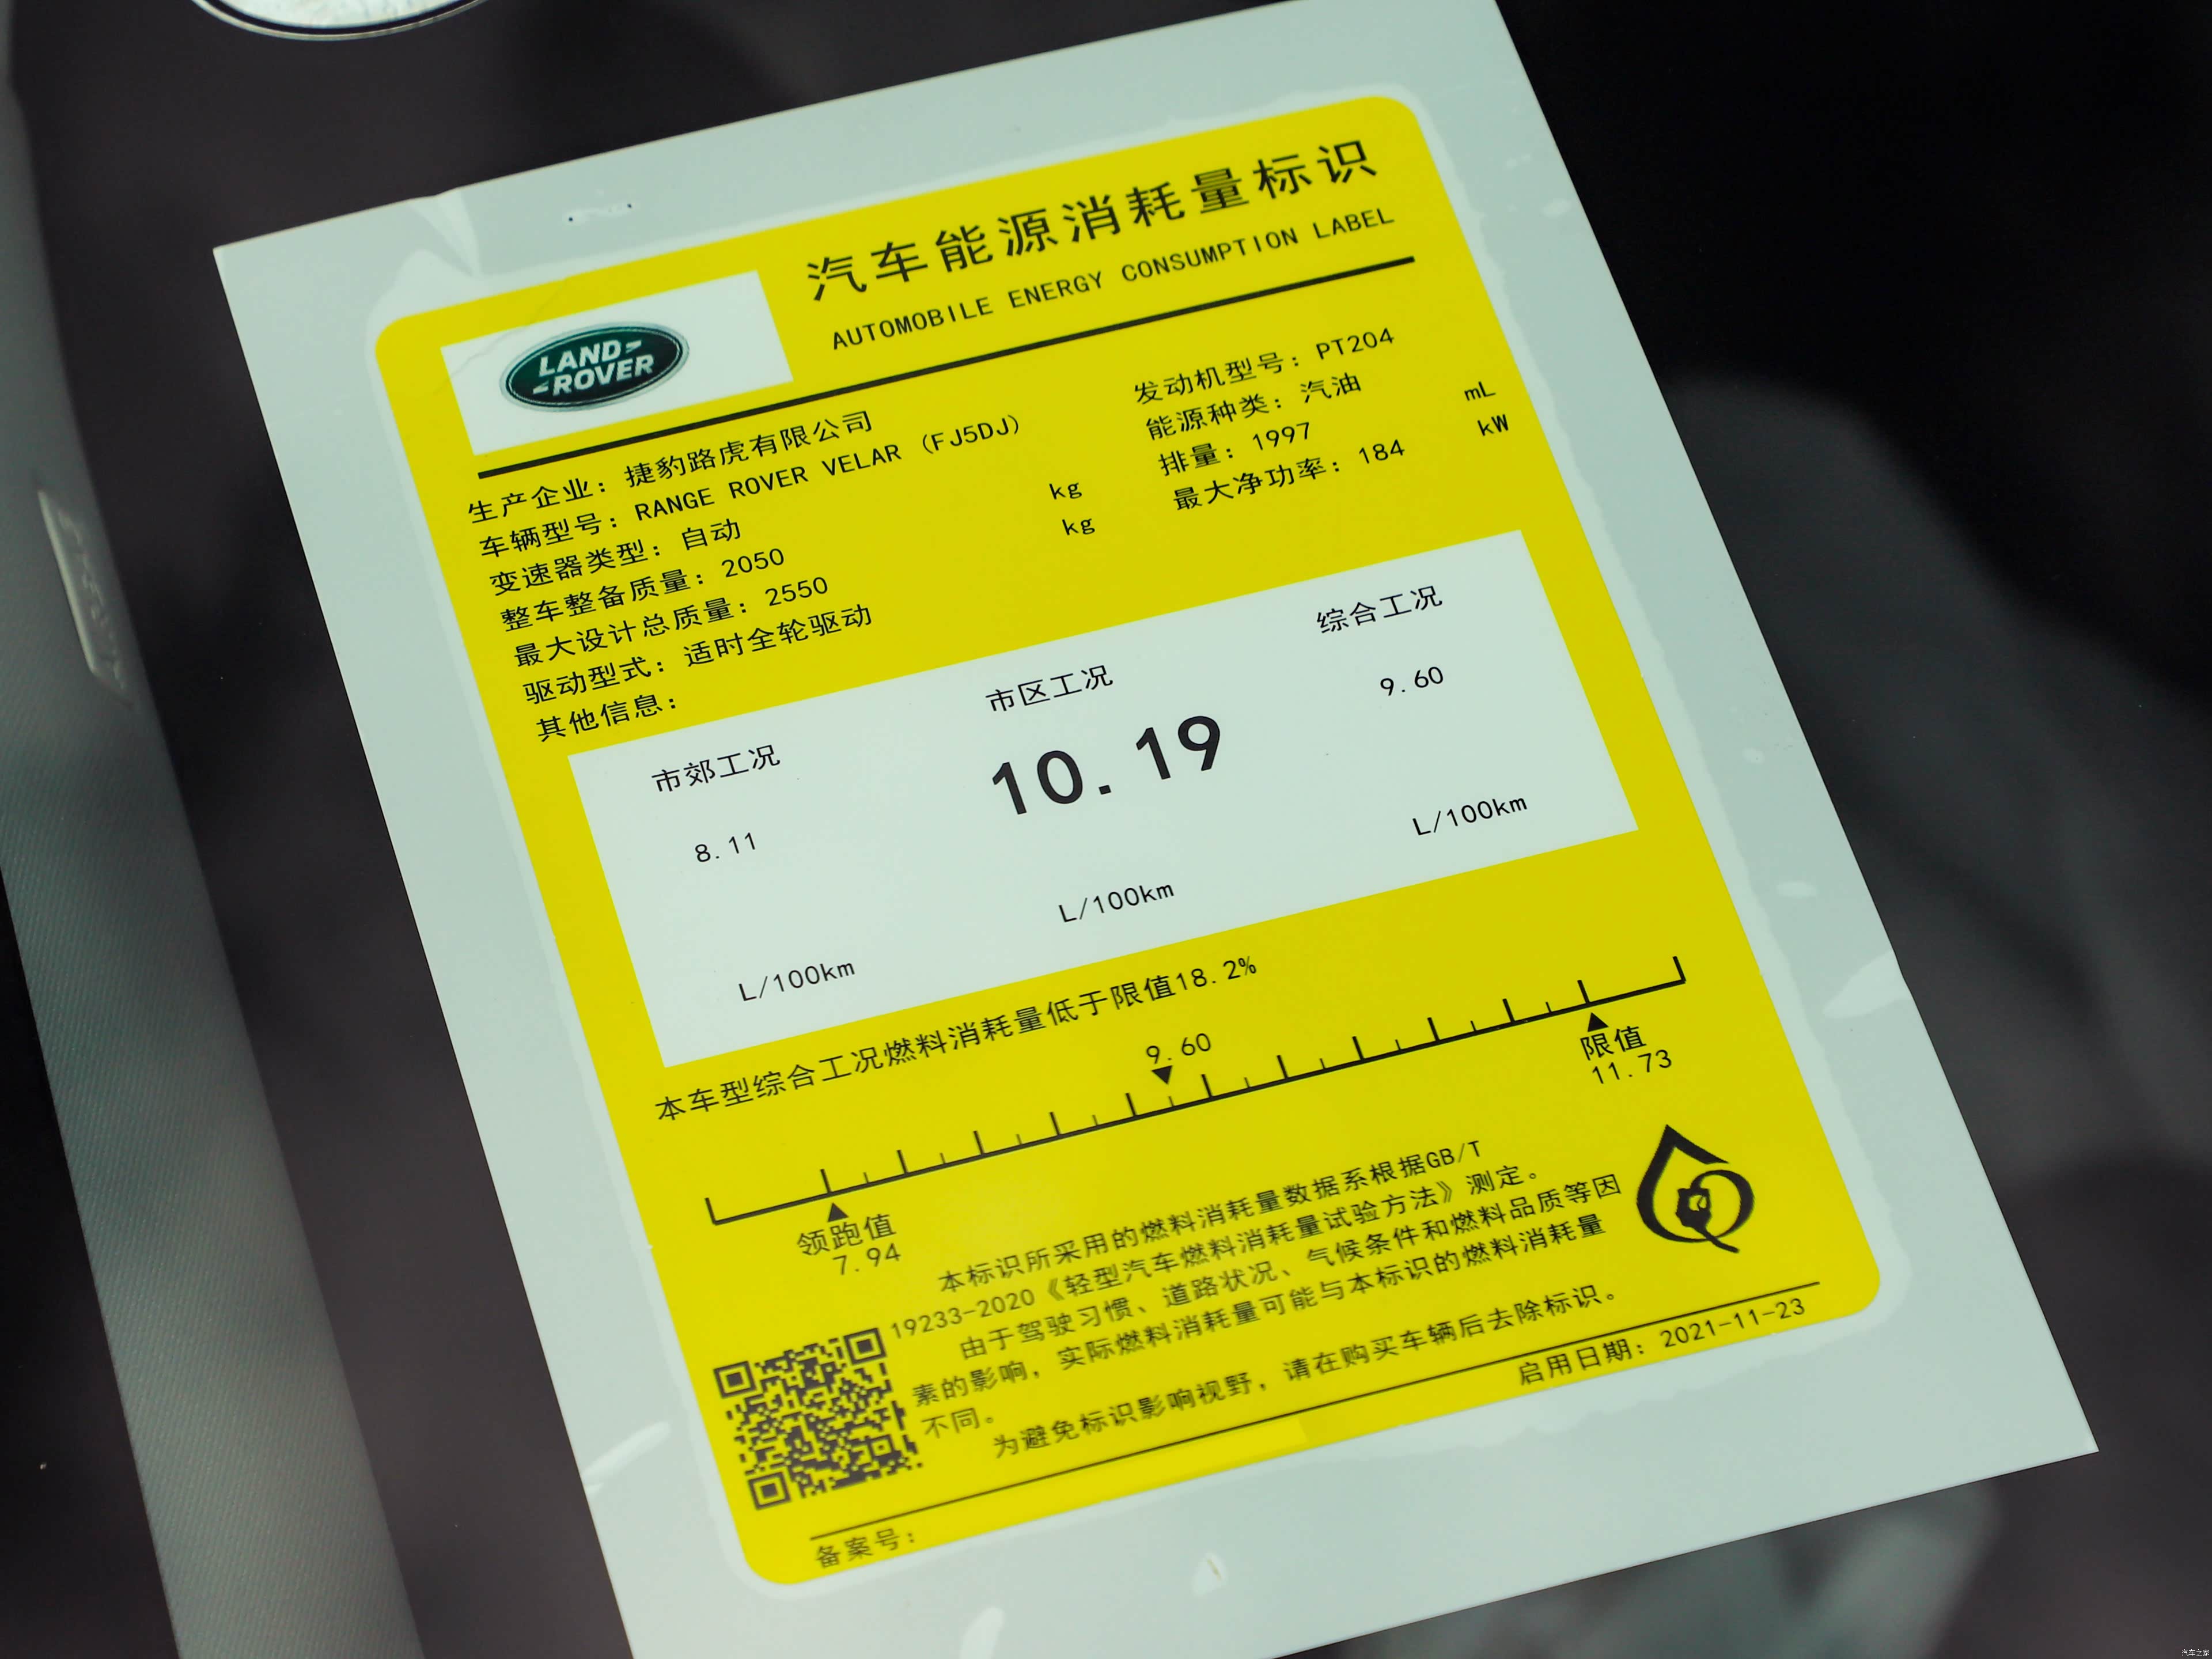 汽车能源消耗量标识
AUTOMOBILE ENERGY CONSUMPTION LABEL
LAND
ROVER
生产企业：捷豹路虎有限公司
车辆型号：RANGE ROVER VELAR (FJ5DJ)
变速器类型：自动
整车整备质量：2050 kg
最大设计总质量：2550 kg
驱动型式：适时全轮驱动
其他信息：
发动机型号：PT204
能源种类：汽油
排量：1997 mL
最大净功率：184 kW
市郊工况
8.11
L/100km
市区工况
10.19
L/100km
综合工况
9.60
L/100km
本车型综合工况燃料消耗量低于限值18.2%
9.60
领跑值
7.94
限值
11.73
本标识所采用的燃料消耗量数据系根据GB/T
19233-2020《轻型汽车燃料消耗量试验方法》测定。
由于驾驶习惯、道路状况、气候条件和燃料品质等因
素的影响，实际燃料消耗量可能与本标识的燃料消耗量
不同。
为避免标识影响视野，请在购买车辆后去除标识。
备案号：
启用日期：2021-11-23
汽车之家